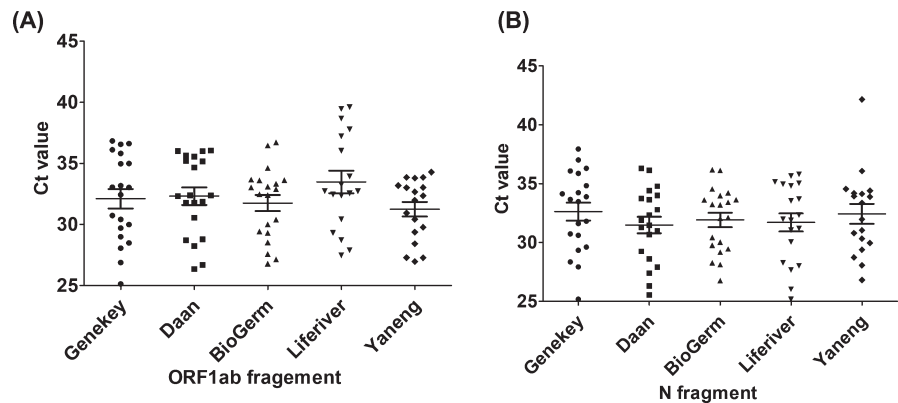 (A)
45
40
35
30
25
Ct value
Genekey
Daan
BioGerm
Liferiver
Yaneng
ORF1ab fragement
(B)
45
40
35
30
25
Ct value
Genekey
Daan
BioGerm
Liferiver
Yaneng
N fragment